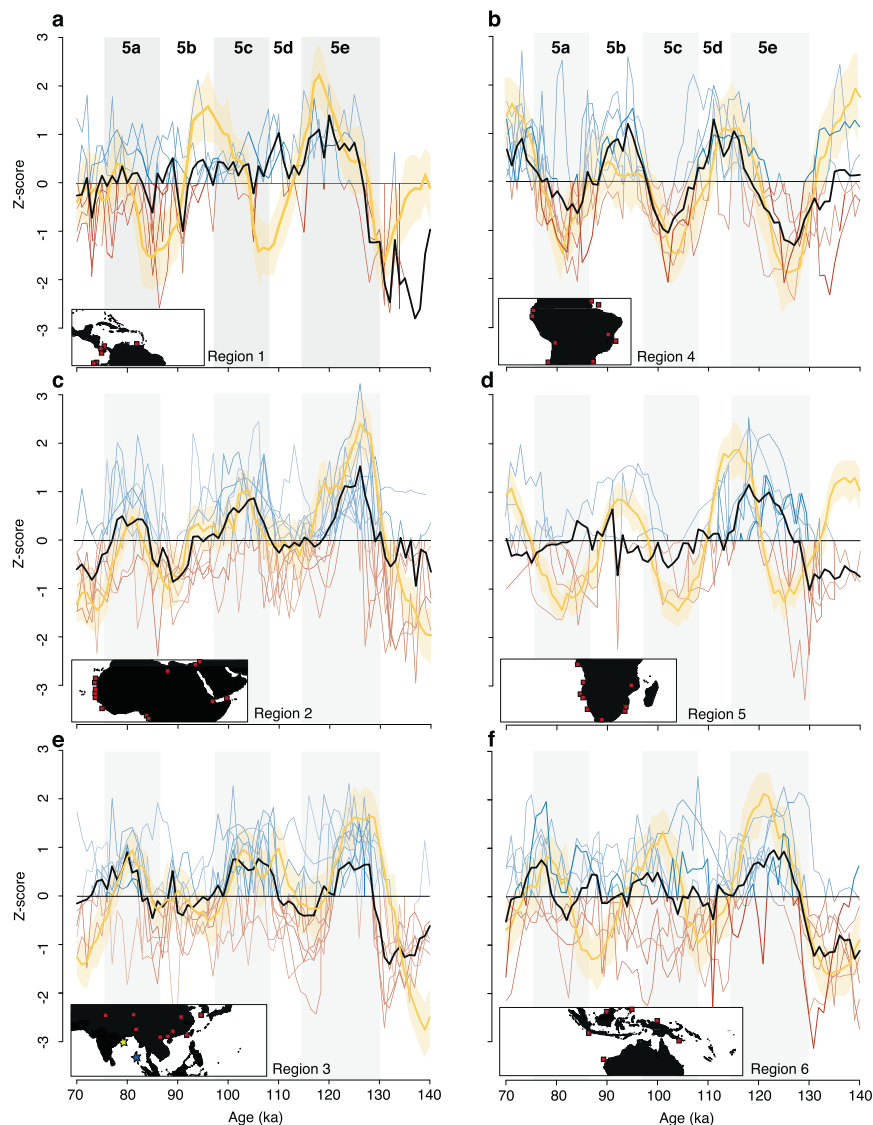 a
b
5a 5b 5c 5d 5e
5a 5b 5c 5d 5e
3
2
1
0
-1
-2
-3
Z-score
Region 1
Region 4
c
d
3
2
1
0
-1
-2
-3
Z-score
Region 2
Region 5
e
f
2
1
0
-1
-2
-3
Z-score
Region 3
Region 6
70 80 90 100 110 120 130 140
70 80 90 100 110 120 130 140
Age (ka)
Age (ka)